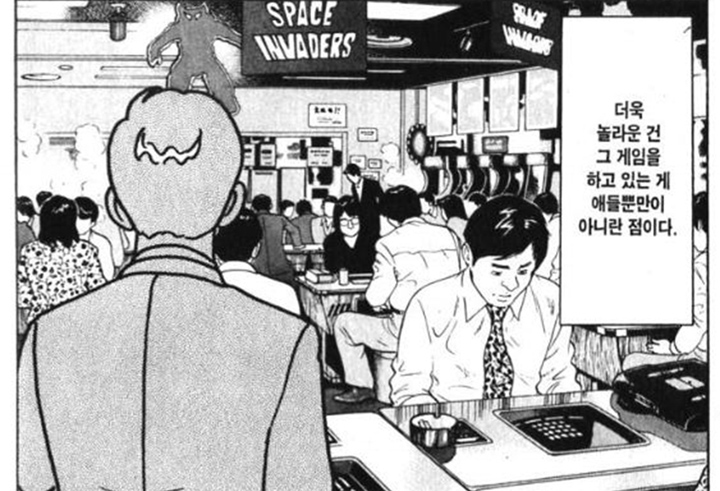 SPACE
INVADERS
SPACE
INVADERS
더욱
놀라운 건
그 게임을
하고 있는 게
애들뿐만이
아니란 점이다.